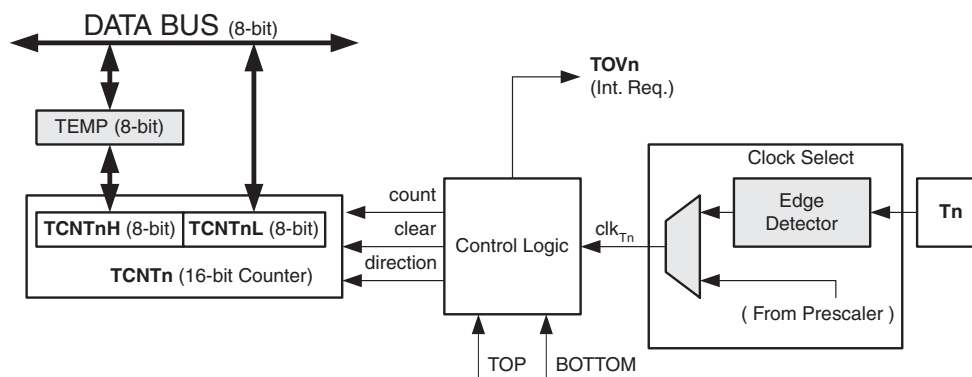 DATA BUS (8-bit)
TOVn
(Int. Req.)
TEMP (8-bit)
Clock Select
count
Edge
Detector
Tn
TCNTnH (8-bit) TCNTnL (8-bit)
clear
Control Logic
clkTn
TCNTn (16-bit Counter)
direction
( From Prescaler )
TOP
BOTTOM